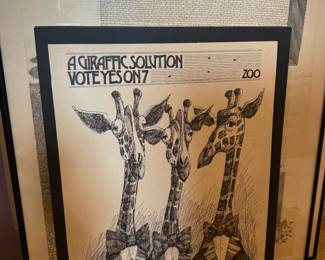 A GIRAFFIC SOLUTION
VOTE YES ON 7
ZOO